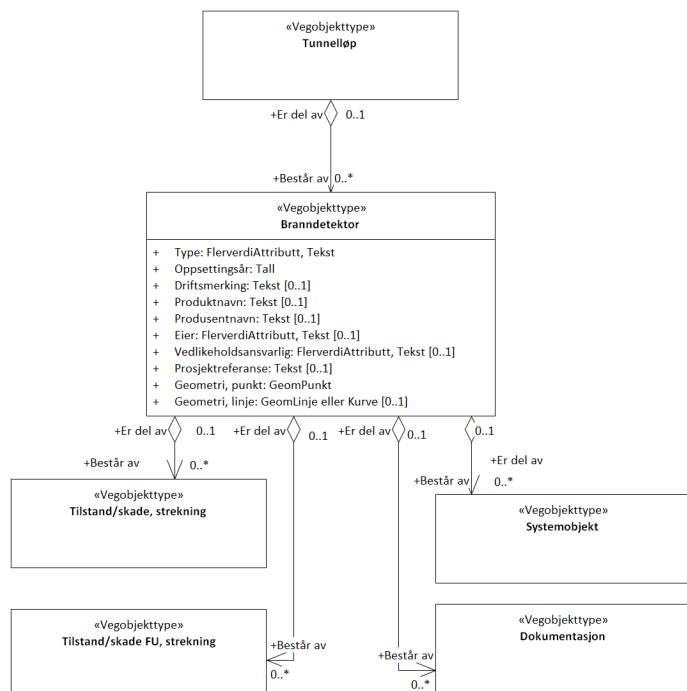 «Vegobjekttype»
Tunnelløp
+Er del av 0..1
+Består av 0..*
«Vegobjekttype»
Branndetektor
+ Type: FlerverdiAttributt, Tekst
+ Oppsettingsår: Tall
+ Driftsmerking: Tekst [0..1]
+ Produktnavn: Tekst [0..1]
+ Produsentnavn: Tekst [0..1]
+ Eier: FlerverdiAttributt, Tekst [0..1]
+ Vedlikeholdsansvarlig: FlerverdiAttributt, Tekst [0..1]
+ Prosjektreferanse: Tekst [0..1]
+ Geometri, punkt: GeomPunkt
+ Geometri, linje: GeomLinje eller Kurve [0..1]
+Er del av 0..1 +Er del av 0..1 +Er del av 0..1 0..1
+Er del av
+Består av 0..*
+Består av 0..*
«Vegobjekttype»
Tilstand/skade, strekning
«Vegobjekttype»
Systemobjekt
«Vegobjekttype»
Tilstand/skade FU, strekning
+Består av
0..*
+Består av
0..*
«Vegobjekttype»
Dokumentasjon